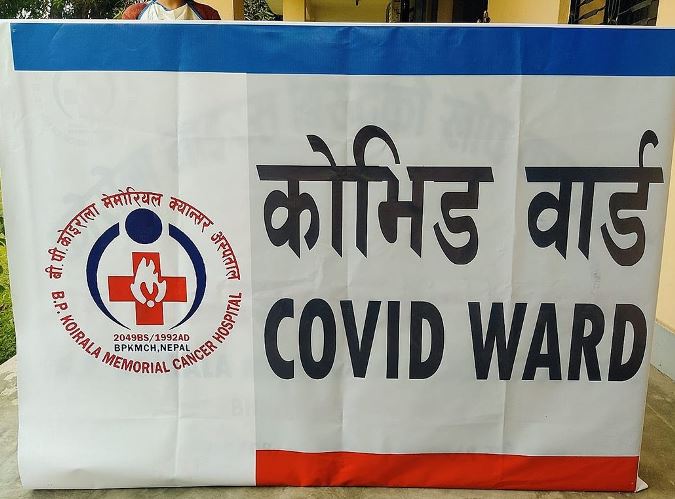 बी.पी.कोइराला मेमोरियल क्यान्सर अस्पताल
2049BS/1992AD
BPKMCH,NEPAL
B.P. KOIRALA MEMORIAL CANCER HOSPITAL
कोभिड वार्ड
COVID WARD